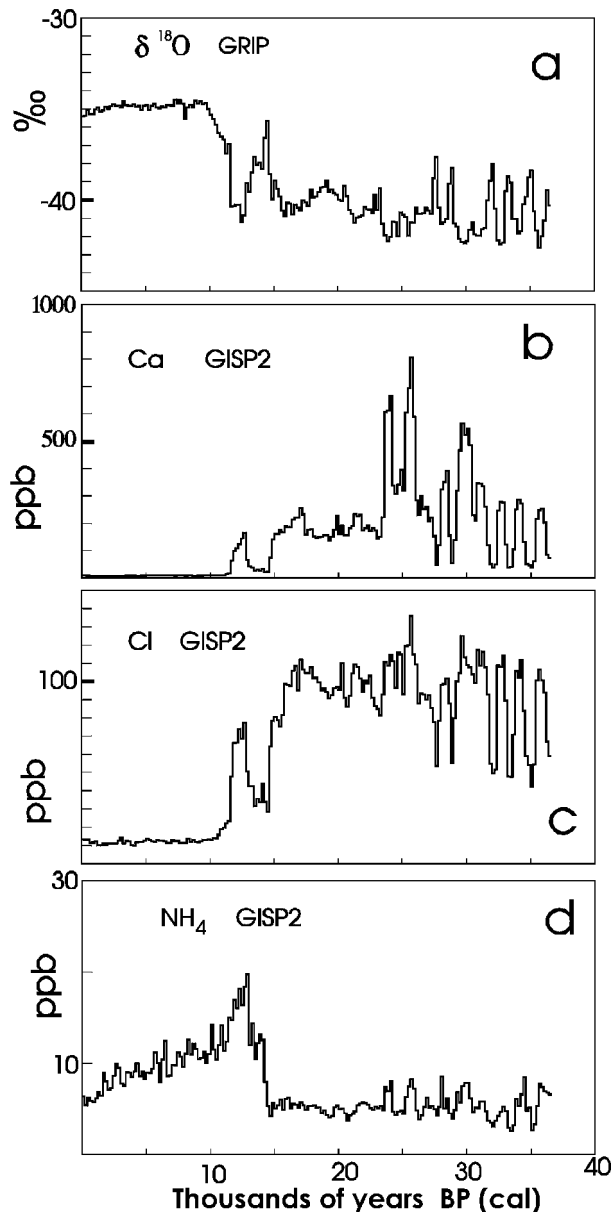 -30
δ ¹⁸O GRIP
a
‰
-40
1000
Ca GISP2
b
500
ppb
Cl GISP2
100
ppb
c
30
NH₄ GISP2
d
ppb
10
10 20 30 40
Thousands of years BP (cal)